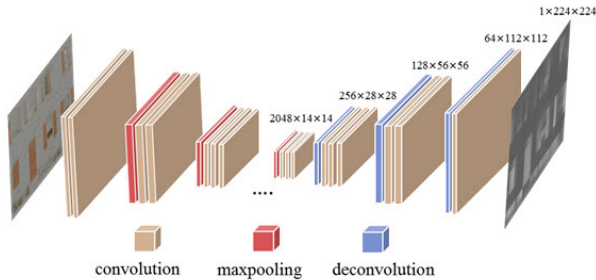 1×224×224
64×112×112
128×56×56
256×28×28
2048×14×14
....
convolution
maxpooling
deconvolution